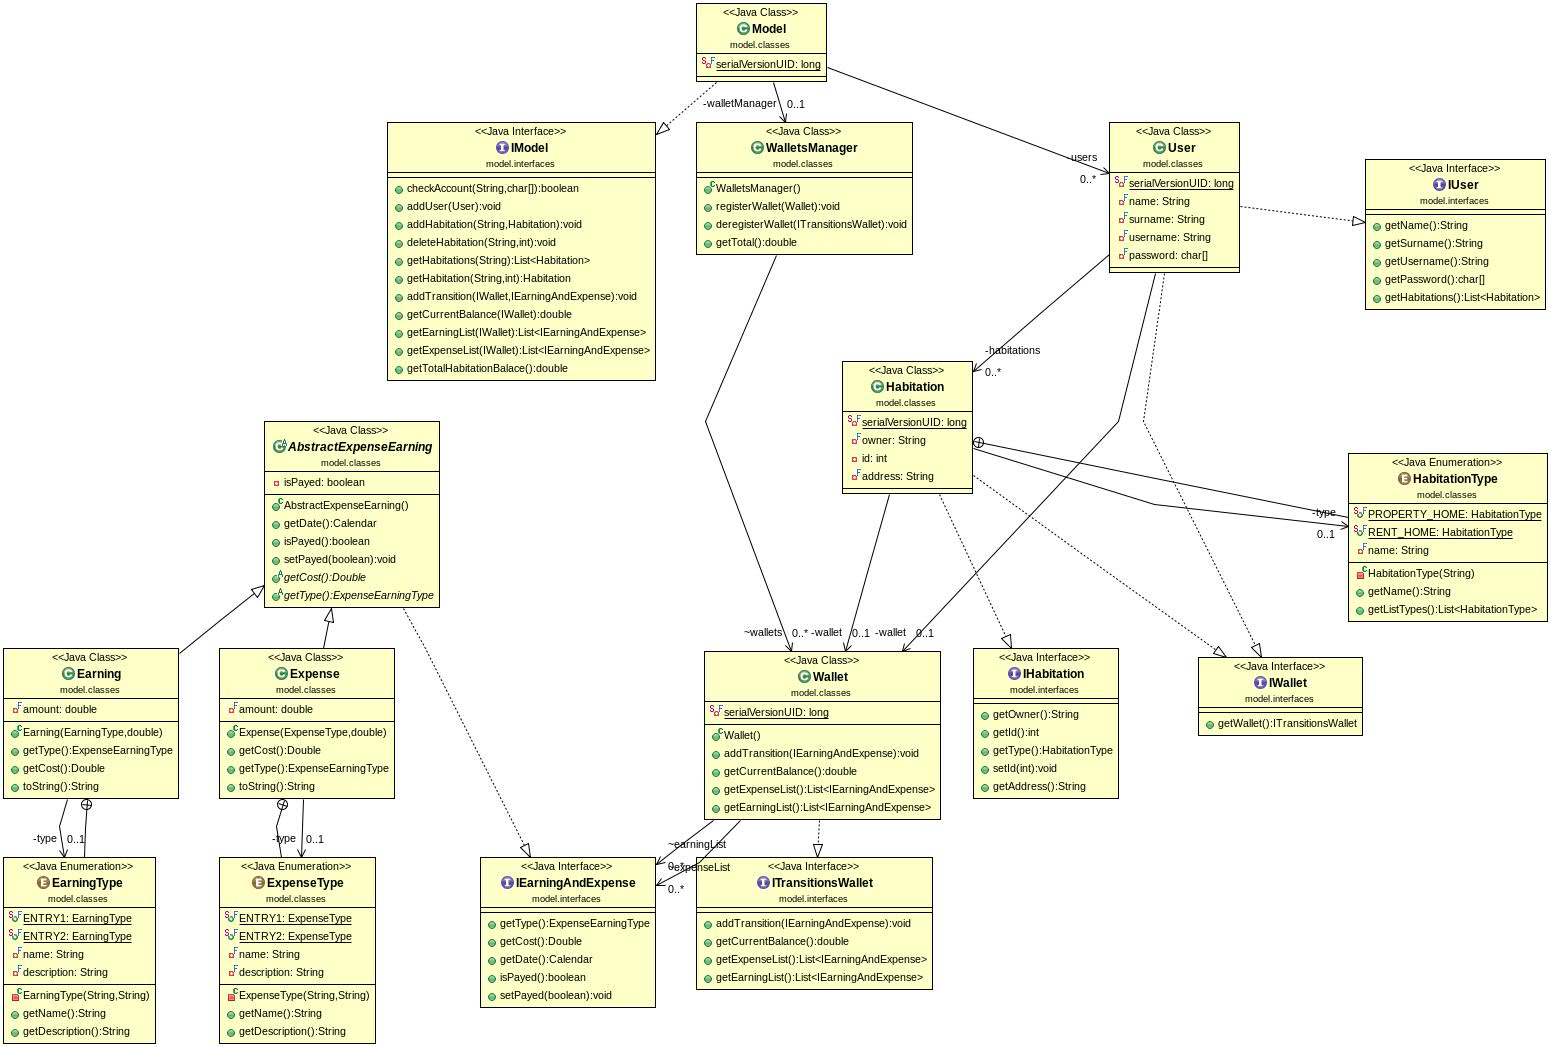 <<Java Class>>
Model
model.classes
serialVersionUID: long
-walletManager
0..1
-users
0..*
<<Java Interface>>
IModel
model.interfaces
checkAccount(String,char[]):boolean
addUser(User):void
addHabitation(String,Habitation):void
deleteHabitation(String,int):void
getHabitations(String):List<Habitation>
getHabitation(String,int):Habitation
addTransition(IWallet,IEarningAndExpense):void
getCurrentBalance(IWallet):double
getEarningList(IWallet):List<IEarningAndExpense>
getExpenseList(IWallet):List<IEarningAndExpense>
getTotalHabitationBalace():double
<<Java Class>>
WalletsManager
model.classes
WalletsManager()
registerWallet(Wallet):void
deregisterWallet(ITransitionsWallet):void
getTotal():double
<<Java Class>>
User
model.classes
serialVersionUID: long
name: String
surname: String
username: String
password: char[]
<<Java Interface>>
IUser
model.interfaces
getName():String
getSurname():String
getUsername():String
getPassword():char[]
getHabitations():List<Habitation>
-habitations
0..*
<<Java Class>>
Habitation
model.classes
serialVersionUID: long
owner: String
id: int
address: String
<<Java Class>>
AbstractExpenseEarning
model.classes
isPayed: boolean
AbstractExpenseEarning()
getDate():Calendar
isPayed():boolean
setPayed(boolean):void
getCost():Double
getType():ExpenseEarningType
-type
0..1
<<Java Enumeration>>
HabitationType
model.classes
PROPERTY_HOME: HabitationType
RENT_HOME: HabitationType
name: String
HabitationType(String)
getName():String
getListTypes():List<HabitationType>
~wallets
0..*
-wallet
0..1
-wallet
0..1
<<Java Class>>
Earning
model.classes
amount: double
Earning(EarningType,double)
getType():ExpenseEarningType
getCost():Double
toString():String
<<Java Class>>
Expense
model.classes
amount: double
Expense(ExpenseType,double)
getCost():Double
getType():ExpenseEarningType
toString():String
<<Java Class>>
Wallet
model.classes
serialVersionUID: long
Wallet()
addTransition(IEarningAndExpense):void
getCurrentBalance():double
getExpenseList():List<IEarningAndExpense>
getEarningList():List<IEarningAndExpense>
<<Java Interface>>
IHabitation
model.interfaces
getOwner():String
getId():int
getType():HabitationType
setId(int):void
getAddress():String
<<Java Interface>>
IWallet
model.interfaces
getWallet():ITransitionsWallet
-type
0..1
-type
0..1
~earningList
0..*
~expenseList
0..*
<<Java Enumeration>>
EarningType
model.classes
ENTRY1: EarningType
ENTRY2: EarningType
name: String
description: String
EarningType(String,String)
getName():String
getDescription():String
<<Java Enumeration>>
ExpenseType
model.classes
ENTRY1: ExpenseType
ENTRY2: ExpenseType
name: String
description: String
ExpenseType(String,String)
getName():String
getDescription():String
<<Java Interface>>
IEarningAndExpense
model.interfaces
getType():ExpenseEarningType
getCost():Double
getDate():Calendar
isPayed():boolean
setPayed(boolean):void
<<Java Interface>>
ITransitionsWallet
model.interfaces
addTransition(IEarningAndExpense):void
getCurrentBalance():double
getExpenseList():List<IEarningAndExpense>
getEarningList():List<IEarningAndExpense>